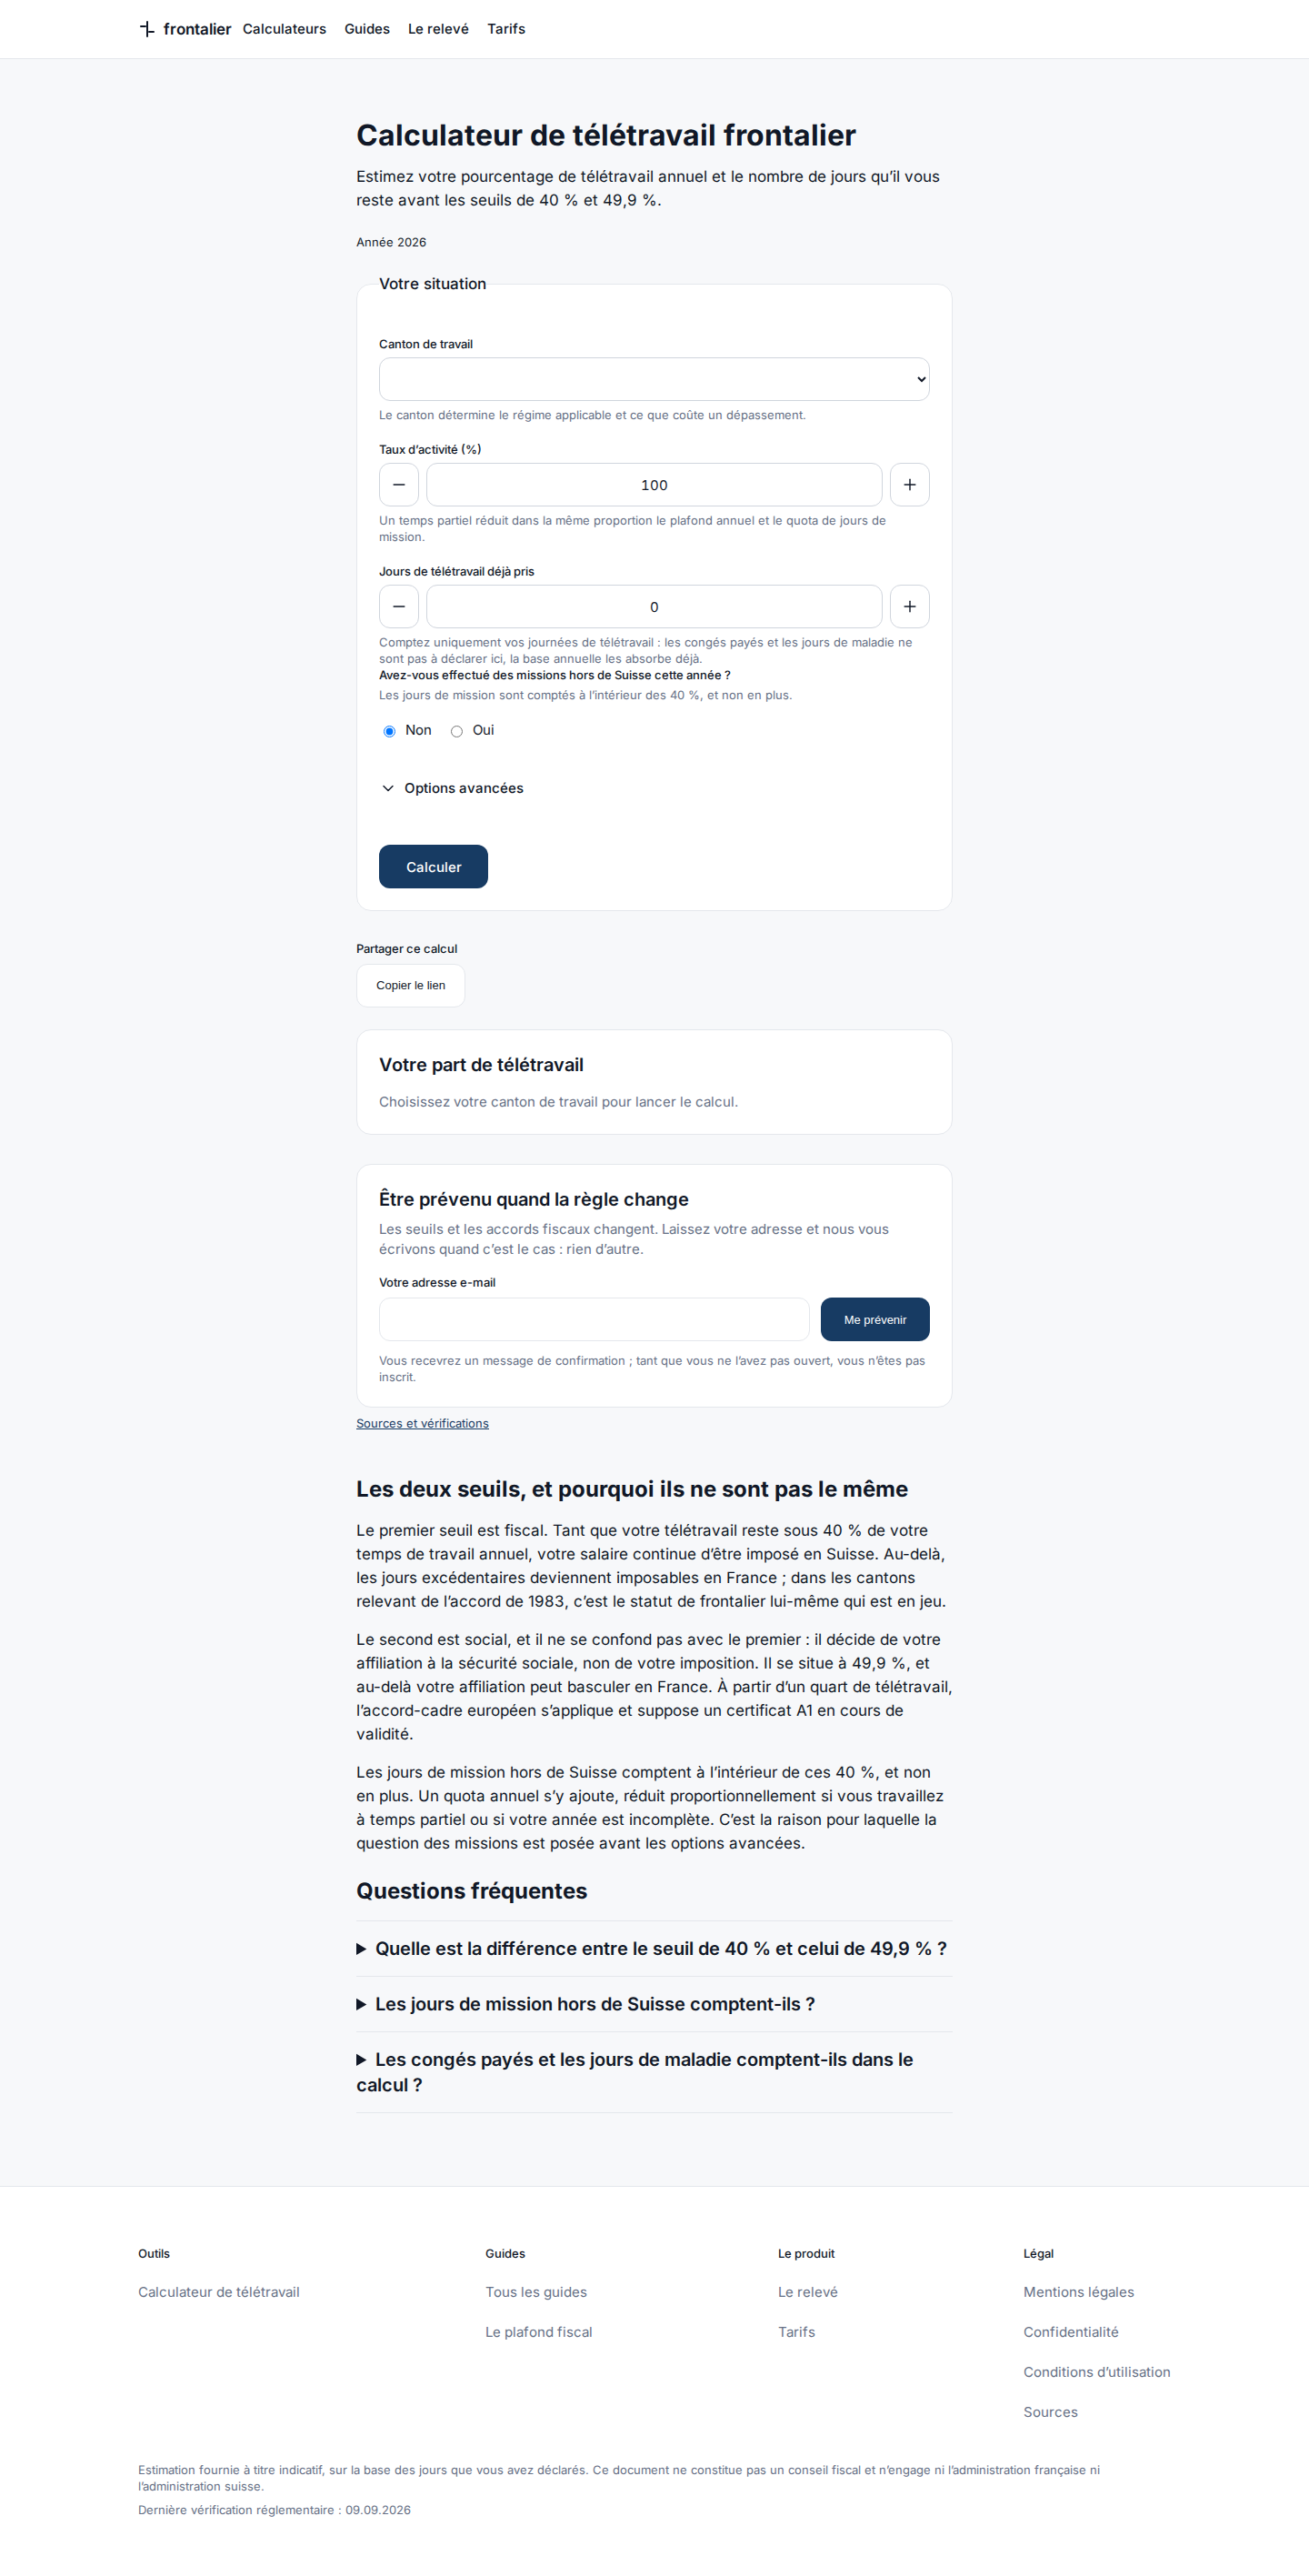 frontalier Calculateurs Guides Le relevé Tarifs
Calculateur de télétravail frontalier
Estimez votre pourcentage de télétravail annuel et le nombre de jours qu’il vous
reste avant les seuils de 40 % et 49,9 %.
Année 2026
Votre situation
Canton de travail
Le canton détermine le régime applicable et ce que coûte un dépassement.
Taux d’activité (%)
− 100 +
Un temps partiel réduit dans la même proportion le plafond annuel et le quota de jours de
mission.
Jours de télétravail déjà pris
− 0 +
Comptez uniquement vos journées de télétravail : les congés payés et les jours de maladie ne
sont pas à déclarer ici, la base annuelle les absorbe déjà.
Avez-vous effectué des missions hors de Suisse cette année ?
Les jours de mission sont comptés à l’intérieur des 40 %, et non en plus.
Non Oui
Options avancées
Calculer
Partager ce calcul
Copier le lien
Votre part de télétravail
Choisissez votre canton de travail pour lancer le calcul.
Être prévenu quand la règle change
Les seuils et les accords fiscaux changent. Laissez votre adresse et nous vous
écrivons quand c’est le cas : rien d’autre.
Votre adresse e-mail
Me prévenir
Vous recevrez un message de confirmation ; tant que vous ne l’avez pas ouvert, vous n’êtes pas
inscrit.
Sources et vérifications
Les deux seuils, et pourquoi ils ne sont pas le même
Le premier seuil est fiscal. Tant que votre télétravail reste sous 40 % de votre
temps de travail annuel, votre salaire continue d’être imposé en Suisse. Au-delà,
les jours excédentaires deviennent imposables en France ; dans les cantons
relevant de l’accord de 1983, c’est le statut de frontalier lui-même qui est en jeu.
Le second est social, et il ne se confond pas avec le premier : il décide de votre
affiliation à la sécurité sociale, non de votre imposition. Il se situe à 49,9 %, et
au-delà votre affiliation peut basculer en France. À partir d’un quart de télétravail,
l’accord-cadre européen s’applique et suppose un certificat A1 en cours de
validité.
Les jours de mission hors de Suisse comptent à l’intérieur de ces 40 %, et non
en plus. Un quota annuel s’y ajoute, réduit proportionnellement si vous travaillez
à temps partiel ou si votre année est incomplète. C’est la raison pour laquelle la
question des missions est posée avant les options avancées.
Questions fréquentes
Quelle est la différence entre le seuil de 40 % et celui de 49,9 % ?
Les jours de mission hors de Suisse comptent-ils ?
Les congés payés et les jours de maladie comptent-ils dans le
calcul ?
Outils Guides Le produit Légal
Calculateur de télétravail Tous les guides Le relevé Mentions légales
Le plafond fiscal Tarifs Confidentialité
Conditions d’utilisation
Sources
Estimation fournie à titre indicatif, sur la base des jours que vous avez déclarés. Ce document ne constitue pas un conseil fiscal et n’engage ni l’administration française ni
l’administration suisse.
Dernière vérification réglementaire : 09.09.2026